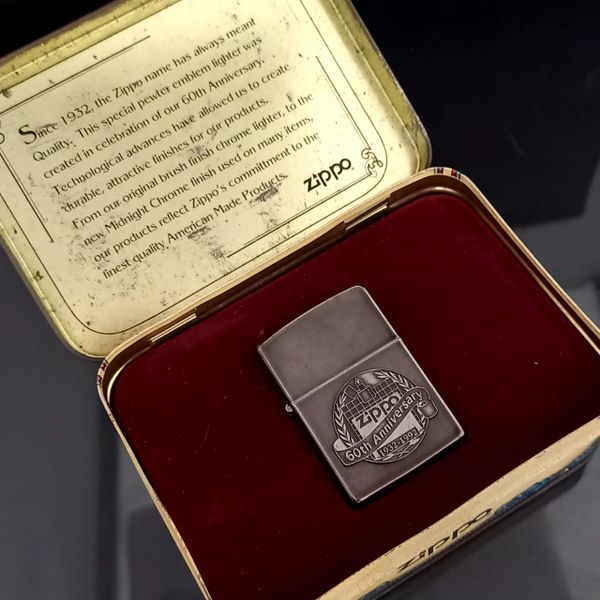 Since 1932, the Zippo name has always meant
Quality. This special pewter emblem lighter was
created in celebration of our 60th Anniversary.
Technological advances have allowed us to create
durable, attractive finishes for our products.
From our original brush finish chrome lighter, to the
new Midnight Chrome finish used on many items,
our products reflect Zippo's commitment to the
finest quality American Made Products.
zippo
zippo
60th Anniversary
1932-1992
zippo